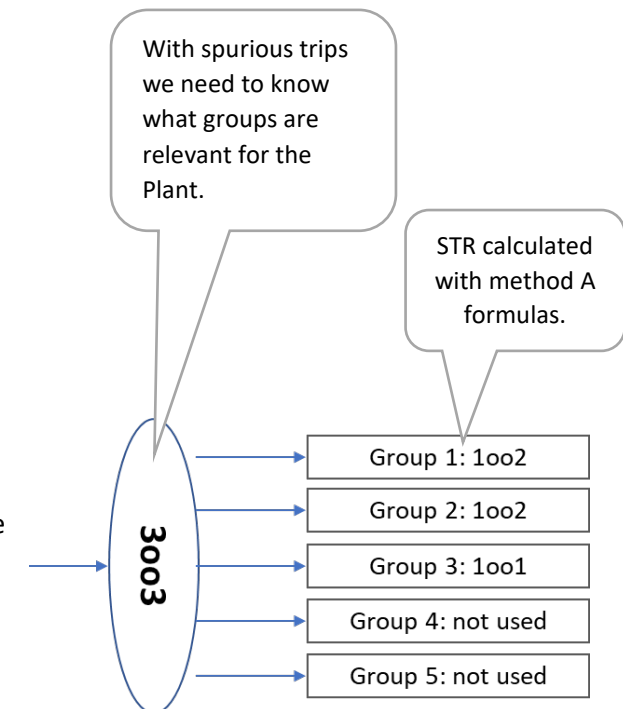 With spurious trips
we need to know
what groups are
relevant for the
Plant.
STR calculated
with method A
formulas.
e
3oo3
Group 1: 1oo2
Group 2: 1oo2
Group 3: 1oo1
Group 4: not used
Group 5: not used